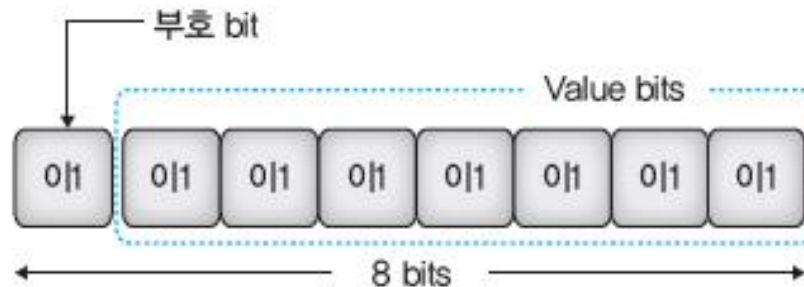 부호 bit
Value bits
0|1 0|1 0|1 0|1 0|1 0|1 0|1 0|1
8 bits